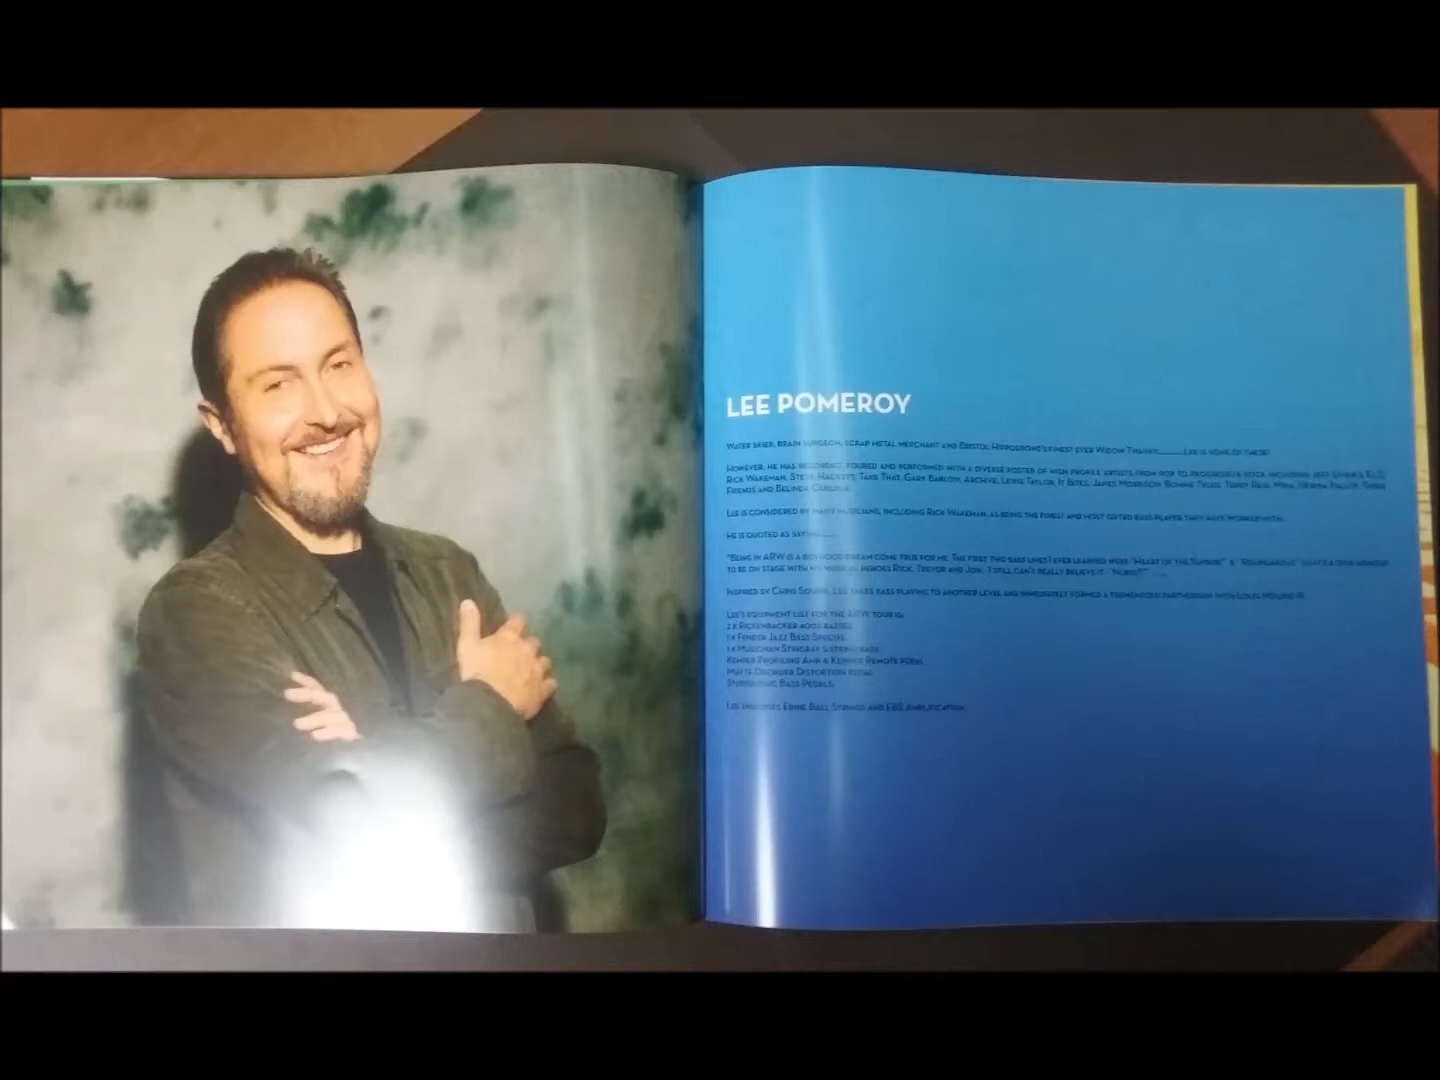 LEE POMEROY
WATER SKIER, BRAIN SURGEON, SCRAP METAL MERCHANT AND BRISTOL HIPPODROME'S FINEST EVER WIDOW TWANKY............LEE IS NONE OF THESE!
HOWEVER, HE HAS RECORDED, TOURED AND PERFORMED WITH A DIVERSE ROSTER OF HIGH PROFILE ARTISTS FROM POP TO PROGRESSIVE ROCK INCLUDING JEFF LYNNE'S ELO,
RICK WAKEMAN, STEVE HACKETT, TAKE THAT, GARY BARLOW, ARCHIVE, LEWIS TAYLOR, IT BITES, JAMES MORRISON, BONNIE TYLER, TERRY REID, MIKA,
FRIENDS AND BELINDA CARLISLE.
LEE IS CONSIDERED BY MANY MUSICIANS, INCLUDING RICK WAKEMAN, AS BEING THE FINEST AND MOST GIFTED BASS PLAYER THEY HAVE WORKED WITH.
HE IS QUOTED AS SAYING.......
"BEING IN ARW IS A BOYHOOD DREAM COME TRUE FOR ME. THE FIRST TWO BASS LINES I EVER LEARNED WERE "HEART OF THE SUNRISE" & "ROUNDABOUT" A TRUE HONOUR
TO BE ON STAGE WITH MY MUSICAL HEROES RICK, TREVOR AND JON. I STILL CAN'T REALLY BELIEVE IT.
INSPIRED BY CHRIS SQUIRE, LEE TAKES BASS PLAYING TO ANOTHER LEVEL AND IMMEDIATELY FORMED A TREMENDOUS PARTNERSHIP WITH LOUIS MOLINO III.
LEE'S EQUIPMENT LIST FOR THE ARW TOUR IS:
2 X RICKENBACKER 4003 BASSES
1 X FENDER JAZZ BASS SPECIAL
1 X MUSICMAN STINGRAY 5 STRING BASS
KEMPER PROFILING AMP & KEMPER REMOTE PEDAL
DISORDER DISTORTION PEDAL
STUDIOLOGIC BASS PEDALS
LEE ENDORSES ERNIE BALL STRINGS AND EBS AMPLIFICATION.